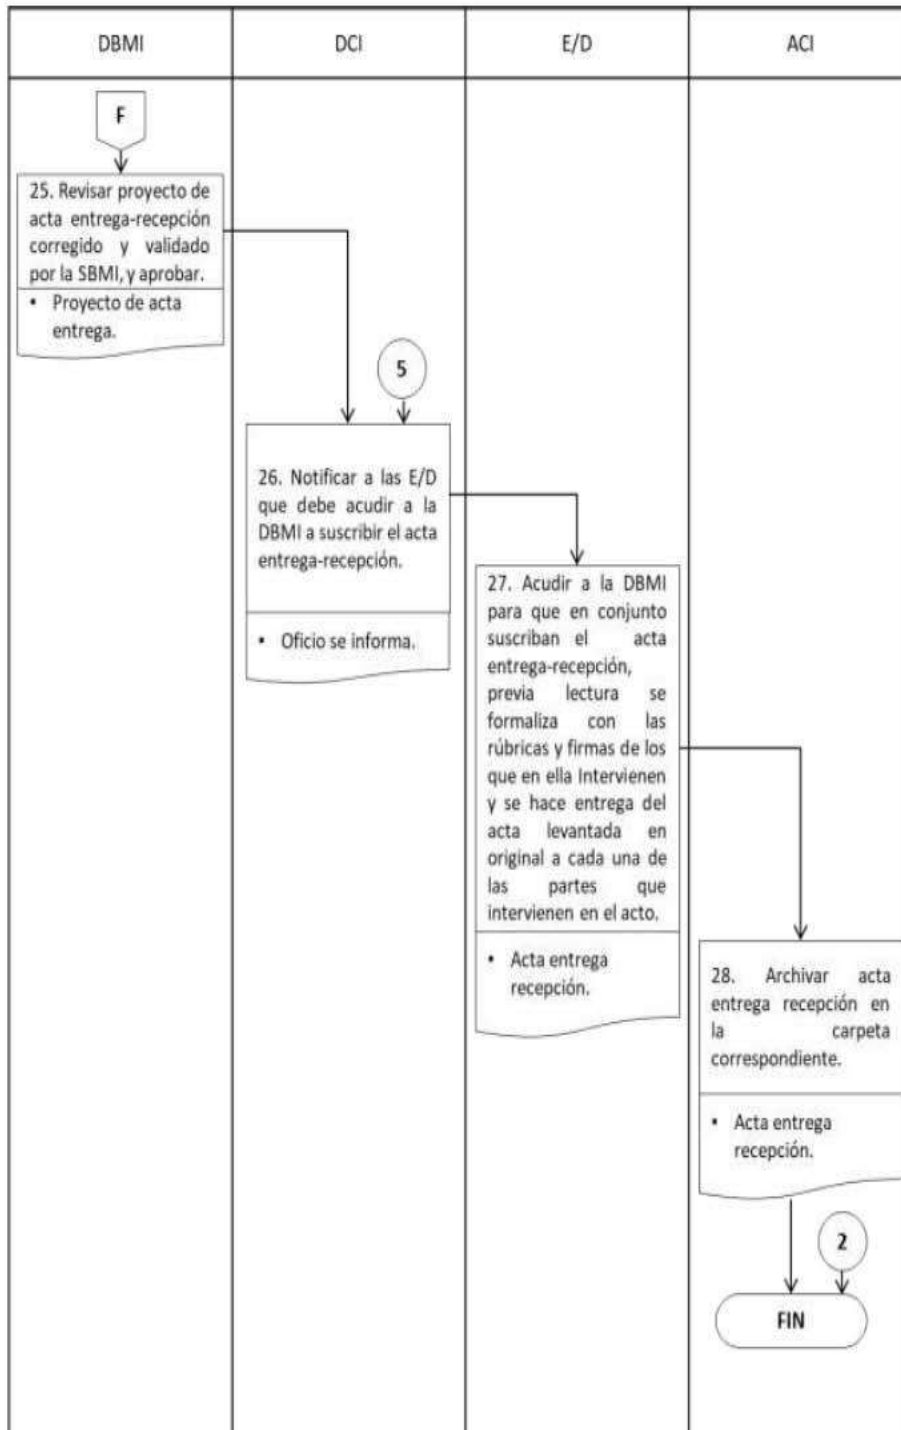 DBMI
DCI
E/D
ACI
F
25. Revisar proyecto de
acta entrega-recepción
corregido y validado
por la SBMI, y aprobar.
• Proyecto de acta
entrega.
5
26. Notificar a las E/D
que debe acudir a la
DBMI a suscribir el acta
entrega-recepción.
• Oficio se informa.
27. Acudir a la DBMI
para que en conjunto
suscriban el acta
entrega-recepción,
previa lectura se
formaliza con las
rúbricas y firmas de los
que en ella Intervienen
y se hace entrega del
acta levantada en
original a cada una de
las partes que
intervienen en el acto.
• Acta entrega
recepción.
28. Archivar acta
entrega recepción en
la carpeta
correspondiente.
• Acta entrega
recepción.
2
FIN